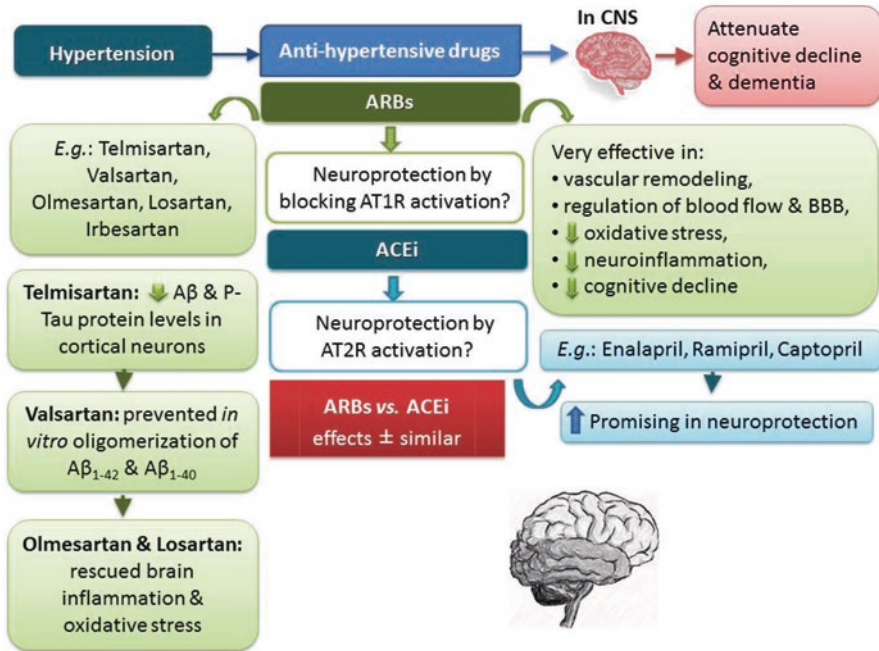 Hypertension
Anti-hypertensive drugs
In CNS
Attenuate
cognitive decline
& dementia
ARBs
E.g.: Telmisartan,
Valsartan,
Olmesartan, Losartan,
Irbesartan
Neuroprotection by
blocking AT1R activation?
Very effective in:
• vascular remodeling,
• regulation of blood flow & BBB,
• ↓ oxidative stress,
• ↓ neuroinflammation,
• ↓ cognitive decline
ACEi
Telmisartan: ↓ Aβ & P-
Tau protein levels in
cortical neurons
Neuroprotection by
AT2R activation?
E.g.: Enalapril, Ramipril, Captopril
ARBs vs. ACEi
effects ± similar
↑ Promising in neuroprotection
Valsartan: prevented in
vitro oligomerization of
Aβ1-42 & Aβ1-40
Olmesartan & Losartan:
rescued brain
inflammation &
oxidative stress